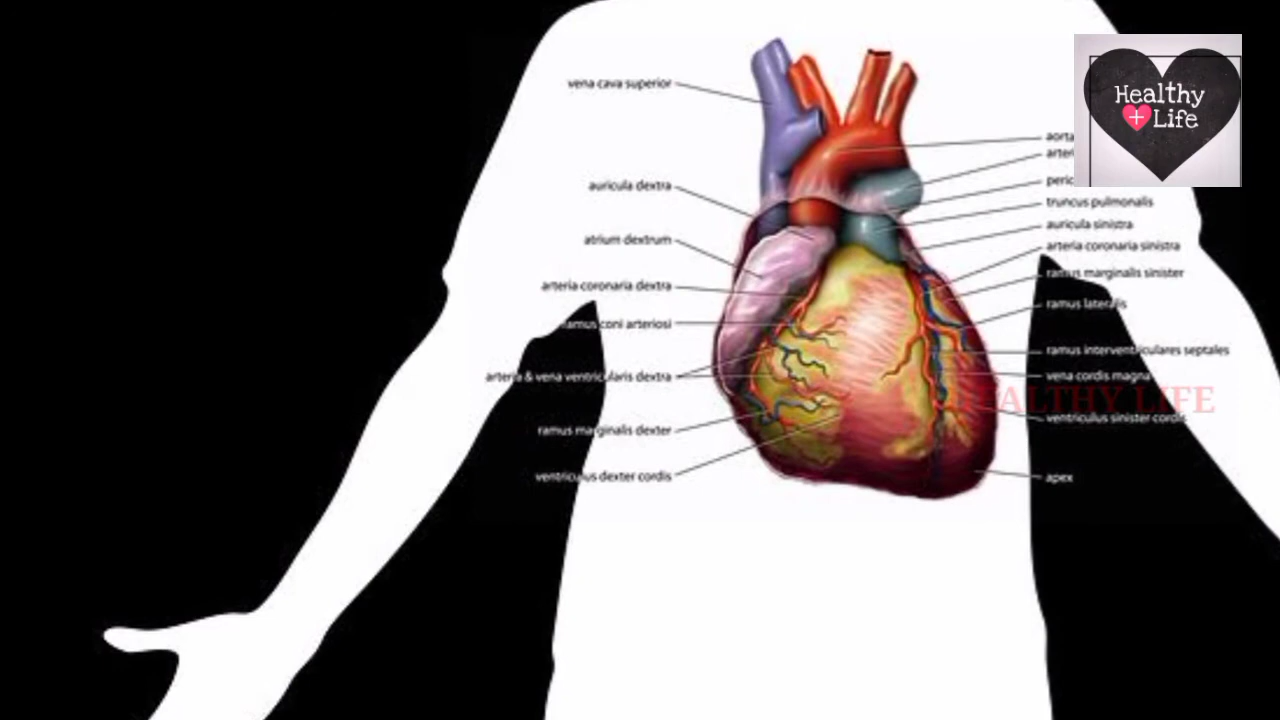 vena cava superior
auricula dextra
atrium dextrum
arteria coronaria dextra
ramus coni arteriosi
arteria & vena ventricularis dextra
ramus marginalis dexter
ventriculus dexter cordis
aorta
truncus pulmonalis
auricula sinistra
arteria coronaria sinistra
ramus marginalis sinister
ramus lateralis
ramus interventriculares septales
vena cordis magna
ventriculus sinister cordis
apex
Healthy
+ Life
HEALTHY LIFE